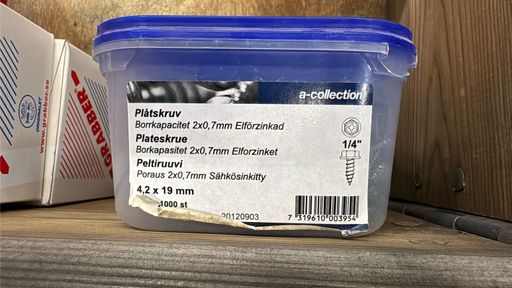 a-collection
Plåtskruv
Borrkapacitet 2x0,7mm Elförzinkad
Plateskrue
Borkapasitet 2x0,7mm Elforzinket
Peltiruuvi
Poraus 2x0,7mm Sähkösinkitty
4,2 x 19 mm
1000 st
20120903
1/4"
7 319610 003954
GRABBER
www.grabber.se